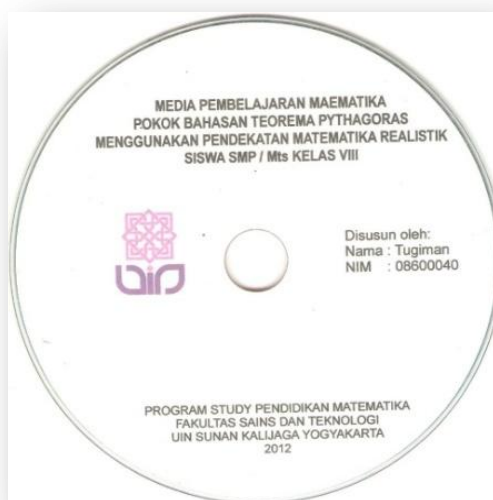 MEDIA PEMBELAJARAN MAEMATIKA
POKOK BAHASAN TEOREMA PYTHAGORAS
MENGGUNAKAN PENDEKATAN MATEMATIKA REALISTIK
SISWA SMP / Mts KELAS VIII
uin
Disusun oleh:
Nama : Tugiman
NIM : 08600040
PROGRAM STUDY PENDIDIKAN MATEMATIKA
FAKULTAS SAINS DAN TEKNOLOGI
UIN SUNAN KALIJAGA YOGYAKARTA
2012